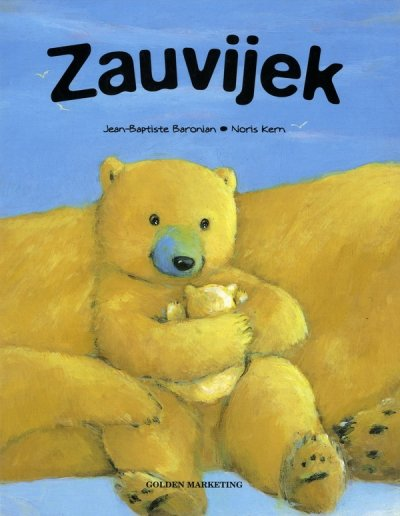 Zauvijek
Jean-Baptiste Baronian • Noris Kern
GOLDEN MARKETING